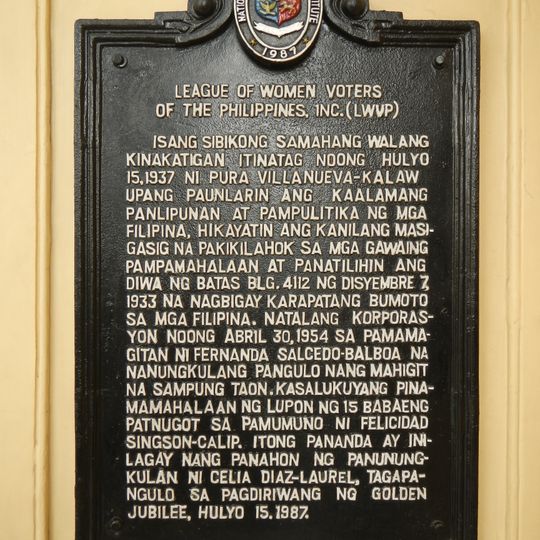 1987
LEAGUE OF WOMEN VOTERS
OF THE PHILIPPINES, INC. (LWVP)
ISANG SIBIKONG SAMAHANG WALANG
KINAKATIGAN ITINATAG NOONG HULYO
15, 1937 NI PURA VILLANUEVA-KALAW
UPANG PAUNLARIN ANG KAALAMANG
PANLIPUNAN AT PAMPULITIKA NG MGA
FILIPINA, HIKAYATIN ANG KANILANG MASI-
GASIG NA PAKIKILAHOK SA MGA GAWAING
PAMPAMAHALAAN AT PANATILIHIN ANG
DIWA NG BATAS BLG. 4112 NG DISYEMBRE 7,
1933 NA NAGBIGAY KARAPATANG BUMOTO
SA MGA FILIPINA. NATALANG KORPORAS-
YON NOONG ABRIL 30, 1954 SA PAMAMA-
GITAN NI FERNANDA SALCEDO-BALBOA NA
NANUNGKULANG PANGULO NANG MAHIGIT
NA SAMPUNG TAON. KASALUKUYANG PINA-
MAMAHALAAN NG LUPON NG 15 BABAENG
PATNUGOT SA PAMUMUNO NI FELICIDAD
SINGSON-CALIP. ITONG PANANDA AY INI-
LAGAY NANG PANAHON NG PANUNUNG-
KULAN NI CELIA DIAZ-LAUREL, TAGAPA-
NGULO SA PAGDIRIWANG NG GOLDEN
JUBILEE, HULYO 15, 1987.